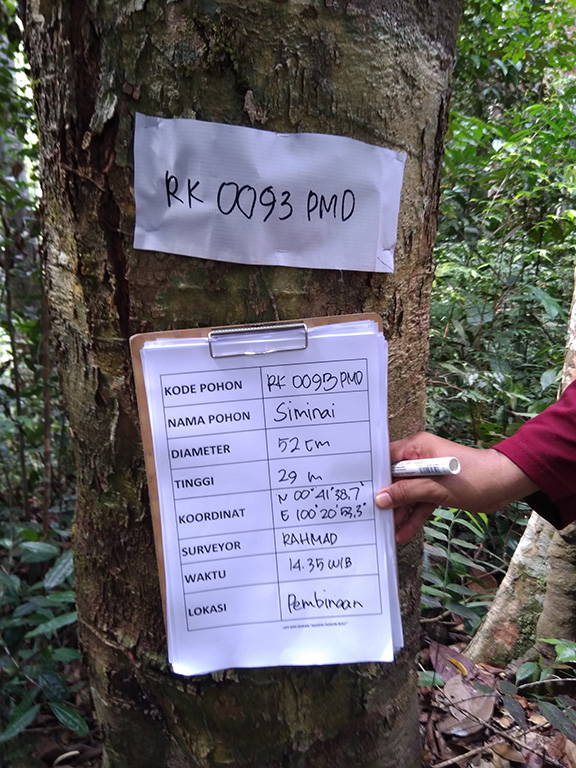 RK 0093 PMD
KODE POHON RK 0093 PMD
NAMA POHON Siminai
DIAMETER 52 cm
TINGGI 29 m
KOORDINAT N 00°41'38.7"
E 100°20'53.3"
SURVEYOR RAHMAD
WAKTU 14.35 WIB
LOKASI Pembinaan